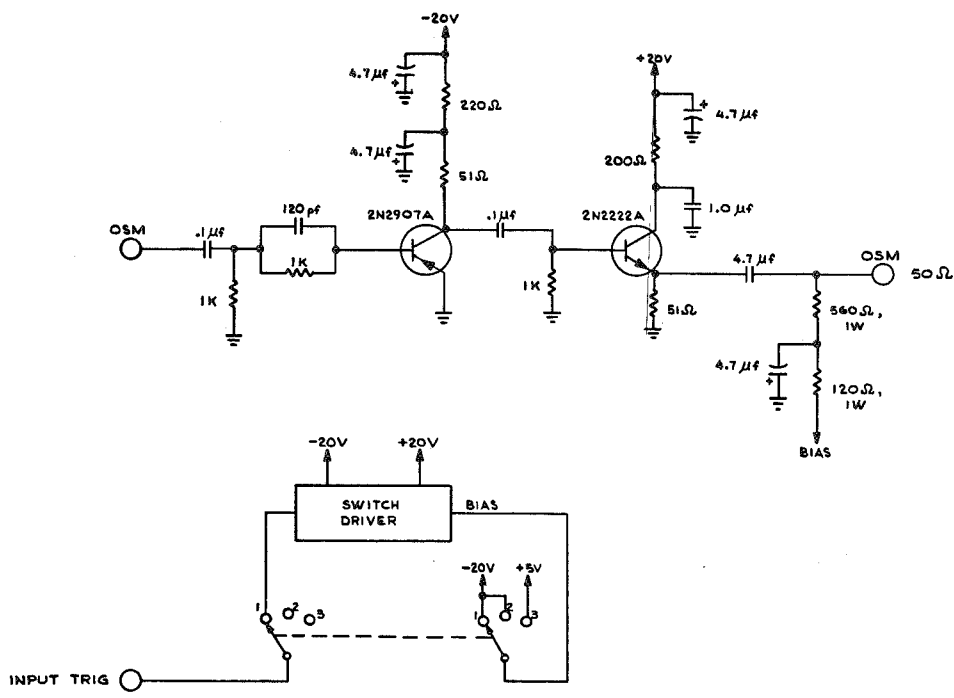 -20V
4.7µf
+
220Ω
4.7µf
+
51Ω
+20V
+
4.7µf
200Ω
1.0µf
OSM
.1µf
120pf
1K
1K
2N2907A
.1µf
1K
2N2222A
51Ω
4.7µf
OSM
50Ω
560Ω,
1W
4.7µf
+
120Ω,
1W
BIAS
-20V
+20V
SWITCH
DRIVER
BIAS
1
2
3
-20V
+5V
1
2
3
INPUT TRIG